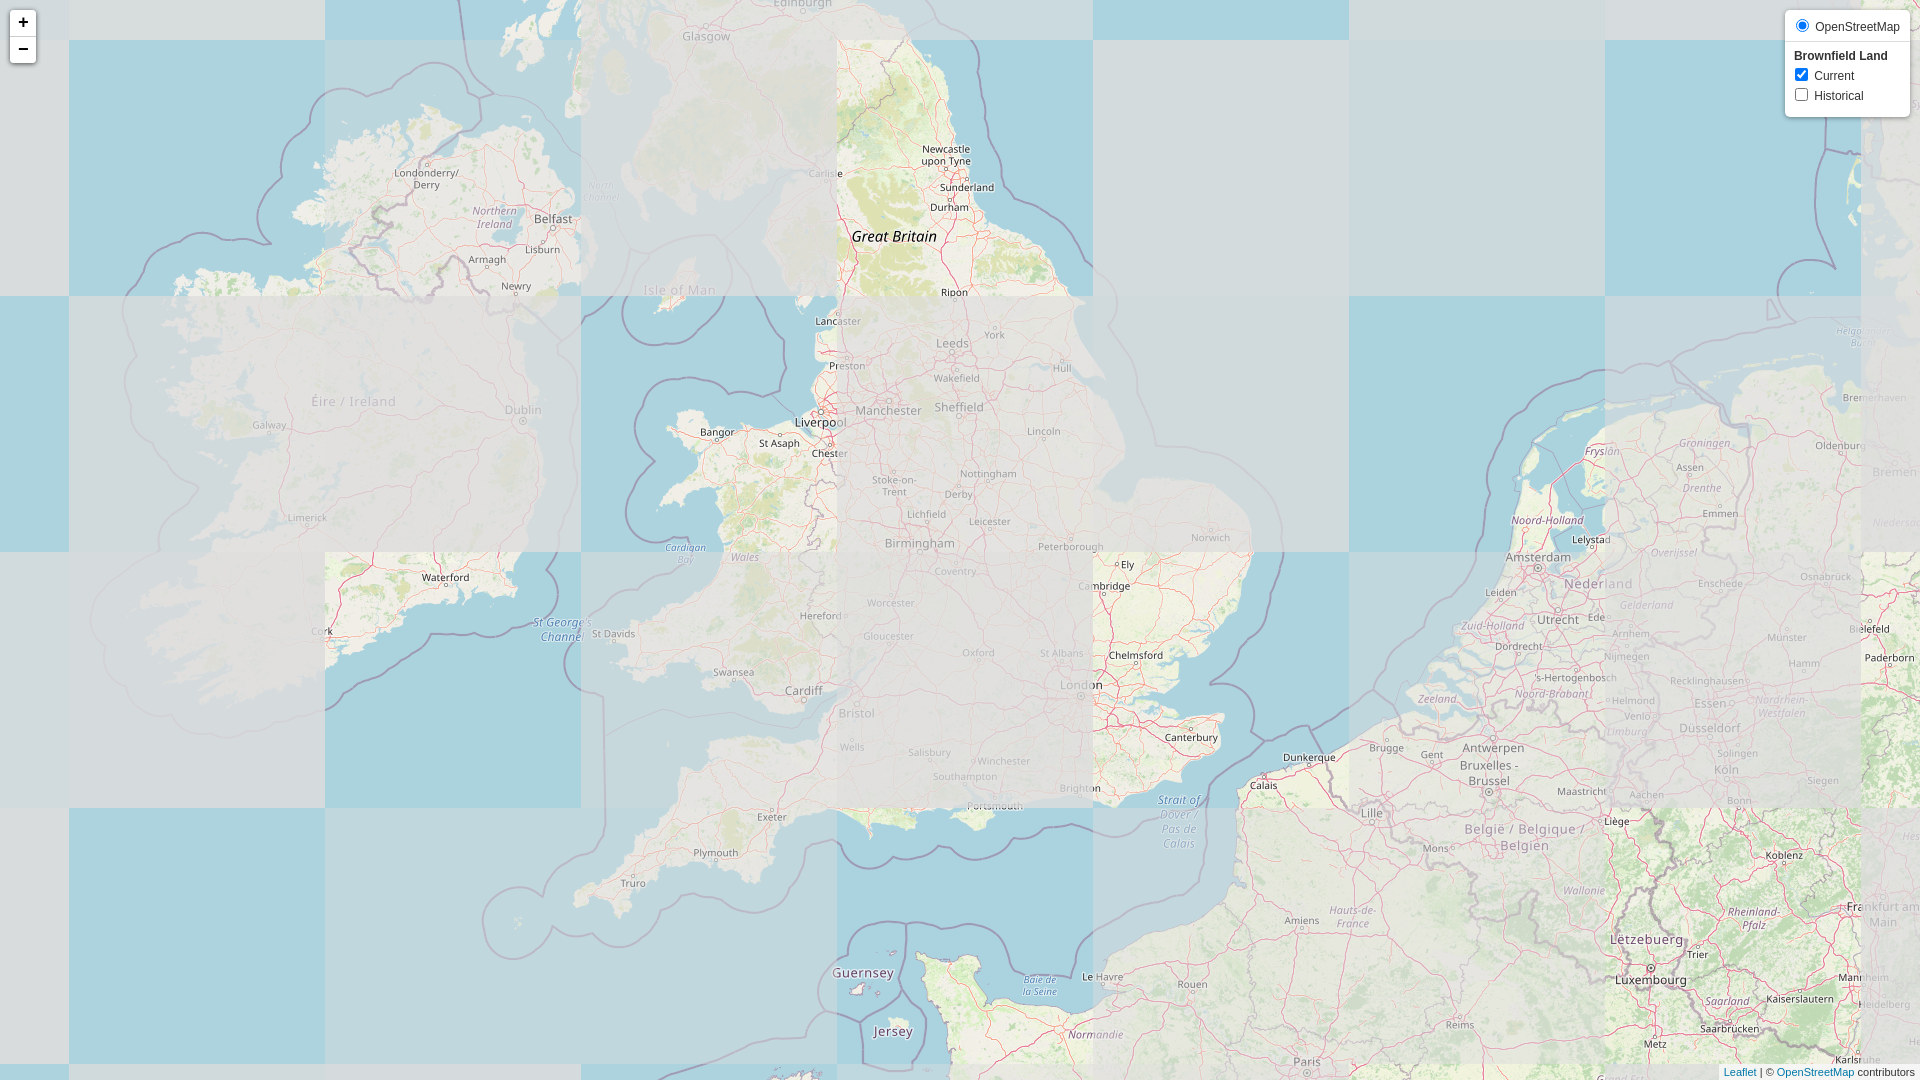 +
−
OpenStreetMap
Brownfield Land
Current
Historical
Edinburgh
Glasgow
Newcastle
upon Tyne
Londonderry/
Derry
Carlisle
Sunderland
Durham
Northern
Ireland
Belfast
Great Britain
Lisburn
Armagh
Newry
Isle of Man
Ripon
Lancaster
York
Leeds
Preston
Hull
Wakefield
Éire / Ireland
Dublin
Manchester
Sheffield
Liverpool
Galway
Bangor
St Asaph
Lincoln
Chester
Bremerhaven
Groningen
Oldenburg
Fryslân
Assen
Bremen
Stoke-on-
Trent
Nottingham
Derby
Drenthe
Limerick
Lichfield
Leicester
Emmen
Noord-Holland
Lelystad
Birmingham
Norwich
Peterborough
Cardigan
Bay
Wales
Amsterdam
Overijssel
Ely
Coventry
Waterford
Cambridge
Nederland
Enschede
Osnabrück
Leiden
Worcester
Hereford
Gelderland
Utrecht
Ede
St George's
Channel
Cork
St Davids
Gloucester
Zuid-Holland
Arnhem
Münster
Bielefeld
Dordrecht
Oxford
St Albans
Chelmsford
Nijmegen
Hamm
Paderborn
Swansea
London
's-Hertogenbosch
Recklinghausen
Cardiff
Zeeland
Noord-Brabant
Helmond
Essen
Nordrhein-
Westfalen
Bristol
Venlo
Düsseldorf
Limburg
Canterbury
Wells
Salisbury
Winchester
Dunkerque
Brugge
Gent
Antwerpen
Solingen
Southampton
Bruxelles -
Brussel
Köln
Siegen
Brighton
Calais
Maastricht
Aachen
Bonn
Portsmouth
Strait of
Dover /
Pas de
Calais
Exeter
Lille
Liège
België / Belgique /
Belgien
Mons
Koblenz
Plymouth
Truro
Wallonie
Hauts-de-
France
Amiens
Rheinland-
Pfalz
Frankfurt am
Main
Lëtzebuerg
Trier
Guernsey
Baie de
la Seine
Le Havre
Rouen
Luxembourg
Mannheim
Kaiserslautern
Saarland
Heidelberg
Jersey
Normandie
Reims
Saarbrücken
Metz
Karlsruhe
Paris
Leaflet | © OpenStreetMap contributors